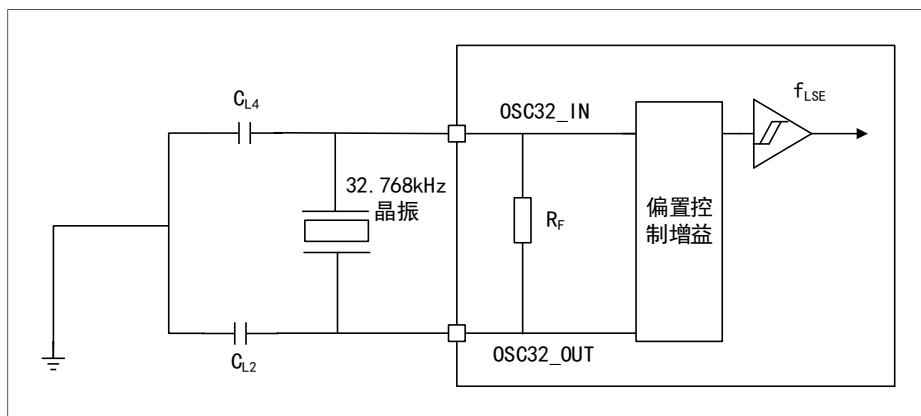 C_L4
OSC32_IN
f_LSE
32.768kHz
晶振
R_F
偏置控
制增益
C_L2
OSC32_OUT